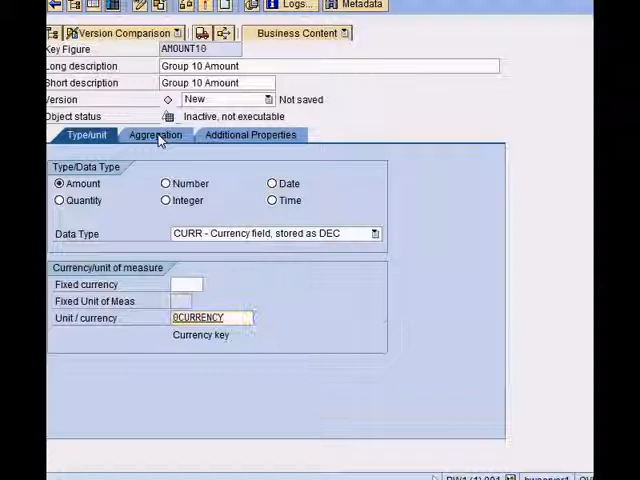 Logs... Metadata
Version Comparison Business Content
Key Figure AMOUNT10
Long description Group 10 Amount
Short description Group 10 Amount
Version New Not saved
Object status Inactive, not executable
Type/unit Aggregation Additional Properties
Type/Data Type
Amount Number Date
Quantity Integer Time
Data Type CURR - Currency field, stored as DEC
Currency/unit of measure
Fixed currency
Fixed Unit of Meas
Unit / currency 0CURRENCY
Currency key